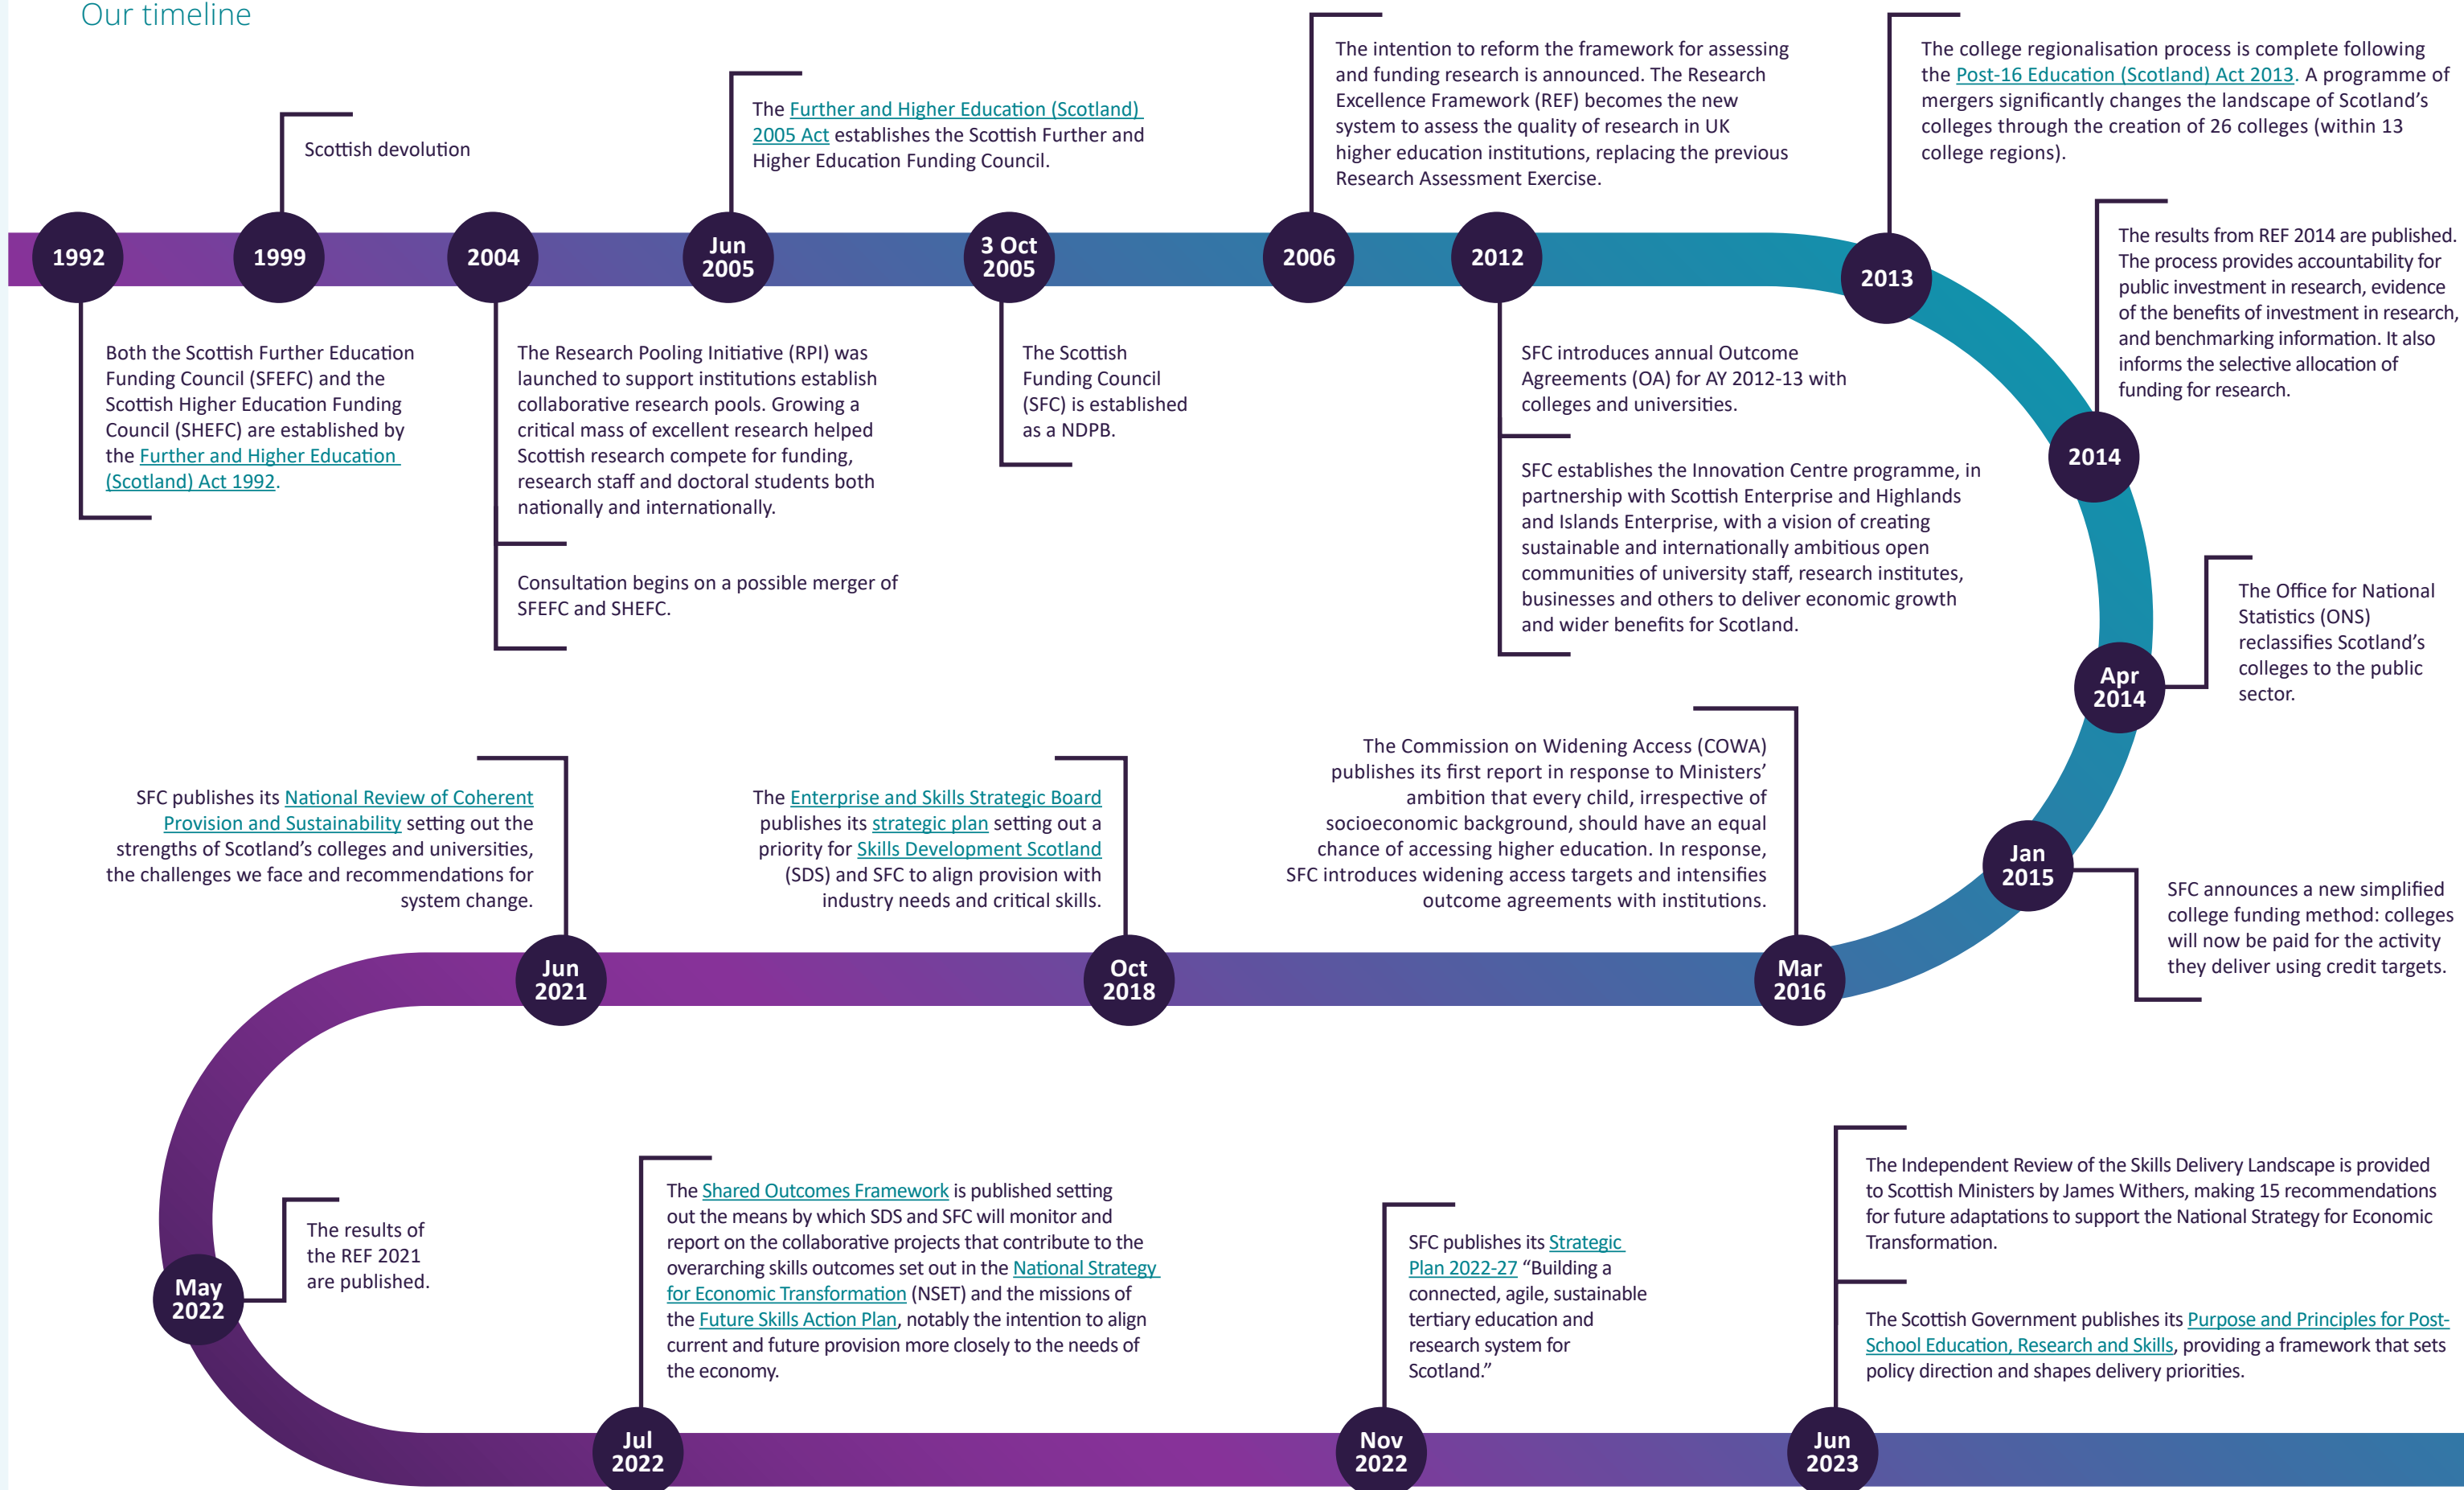 Our timeline
1992
Both the Scottish Further Education
Funding Council (SFEFC) and the
Scottish Higher Education Funding
Council (SHEFC) are established by
the Further and Higher Education
(Scotland) Act 1992.
1999
Scottish devolution
2004
The Research Pooling Initiative (RPI) was
launched to support institutions establish
collaborative research pools. Growing a
critical mass of excellent research helped
Scottish research compete for funding,
research staff and doctoral students both
nationally and internationally.
Consultation begins on a possible merger of
SFEFC and SHEFC.
Jun
2005
The Further and Higher Education (Scotland)
2005 Act establishes the Scottish Further and
Higher Education Funding Council.
3 Oct
2005
The Scottish
Funding Council
(SFC) is established
as a NDPB.
2006
The intention to reform the framework for assessing
and funding research is announced. The Research
Excellence Framework (REF) becomes the new
system to assess the quality of research in UK
higher education institutions, replacing the previous
Research Assessment Exercise.
2012
SFC introduces annual Outcome
Agreements (OA) for AY 2012-13 with
colleges and universities.
SFC establishes the Innovation Centre programme, in
partnership with Scottish Enterprise and Highlands
and Islands Enterprise, with a vision of creating
sustainable and internationally ambitious open
communities of university staff, research institutes,
businesses and others to deliver economic growth
and wider benefits for Scotland.
2013
The college regionalisation process is complete following
the Post-16 Education (Scotland) Act 2013. A programme of
mergers significantly changes the landscape of Scotland's
colleges through the creation of 26 colleges (within 13
college regions).
2014
The results from REF 2014 are published.
The process provides accountability for
public investment in research, evidence
of the benefits of investment in research,
and benchmarking information. It also
informs the selective allocation of
funding for research.
Apr
2014
The Office for National
Statistics (ONS)
reclassifies Scotland's
colleges to the public
sector.
Jan
2015
SFC announces a new simplified
college funding method: colleges
will now be paid for the activity
they deliver using credit targets.
Mar
2016
The Commission on Widening Access (COWA)
publishes its first report in response to Ministers'
ambition that every child, irrespective of
socioeconomic background, should have an equal
chance of accessing higher education. In response,
SFC introduces widening access targets and intensifies
outcome agreements with institutions.
Oct
2018
The Enterprise and Skills Strategic Board
publishes its strategic plan setting out a
priority for Skills Development Scotland
(SDS) and SFC to align provision with
industry needs and critical skills.
Jun
2021
SFC publishes its National Review of Coherent
Provision and Sustainability setting out the
strengths of Scotland's colleges and universities,
the challenges we face and recommendations for
system change.
May
2022
The results of
the REF 2021
are published.
Jul
2022
The Shared Outcomes Framework is published setting
out the means by which SDS and SFC will monitor and
report on the collaborative projects that contribute to the
overarching skills outcomes set out in the National Strategy
for Economic Transformation (NSET) and the missions of
the Future Skills Action Plan, notably the intention to align
current and future provision more closely to the needs of
the economy.
Nov
2022
SFC publishes its Strategic
Plan 2022-27 “Building a
connected, agile, sustainable
tertiary education and
research system for
Scotland.”
Jun
2023
The Independent Review of the Skills Delivery Landscape is provided
to Scottish Ministers by James Withers, making 15 recommendations
for future adaptations to support the National Strategy for Economic
Transformation.
The Scottish Government publishes its Purpose and Principles for Post-
School Education, Research and Skills, providing a framework that sets
policy direction and shapes delivery priorities.